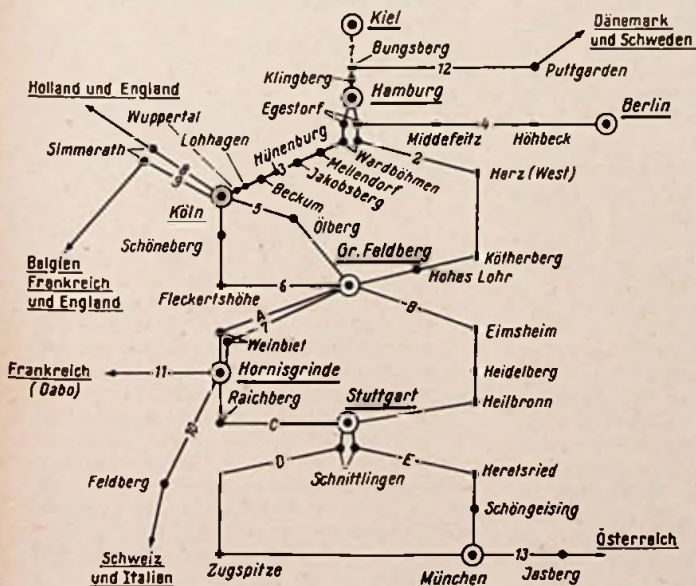 Kiel
Dänemark
und Schweden
1
Bungsberg
Klingberg
12
Puttgarden
Holland und England
Hamburg
Berlin
Wuppertal
Lohhagen
Egestorf
4
Middefeitz
Höhbeck
Simmerath
Hünenburg
3
Wardböhmen
2
Mellendorf
Jakobsberg
Beckum
Harz (West)
Köln
5
Ölberg
Schöneberg
Gr. Feldberg
Kötherberg
Hohes Lohr
Belgien
Frankreich
und England
6
Fleckertshöhe
A
7
B
Weinbiet
Eimsheim
Frankreich
(Dabo)
11
Hornisgrinde
Heidelberg
Stuttgart
Heilbronn
Raichberg
10
C
D
E
Schnittlingen
Heretsried
Feldberg
Schöngeising
Schweiz
und Italien
Zugspitze
München
13
Jasberg
Österreich